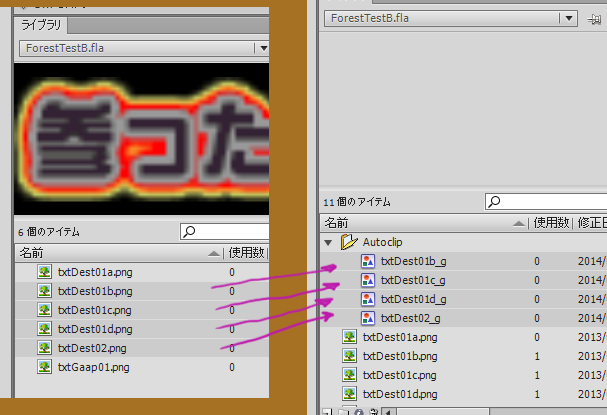 ライブラリ
ForestTestB.fla
った
6 個のアイテム
名前 使用数
txtDest01a.png 0
txtDest01b.png 0
txtDest01c.png 0
txtDest01d.png 0
txtDest02.png 0
txtGaap01.png 0
ForestTestB.fla
11 個のアイテム
名前 使用数 修正日
Autoclip
txtDest01b_g 0 2014/
txtDest01c_g 0 2014/
txtDest01d_g 0 2014/
txtDest02_g 0 2014/
txtDest01a.png 0 2013/
txtDest01b.png 1 2013/
txtDest01c.png 1 2013/
txtDest01d.png 1 2013/